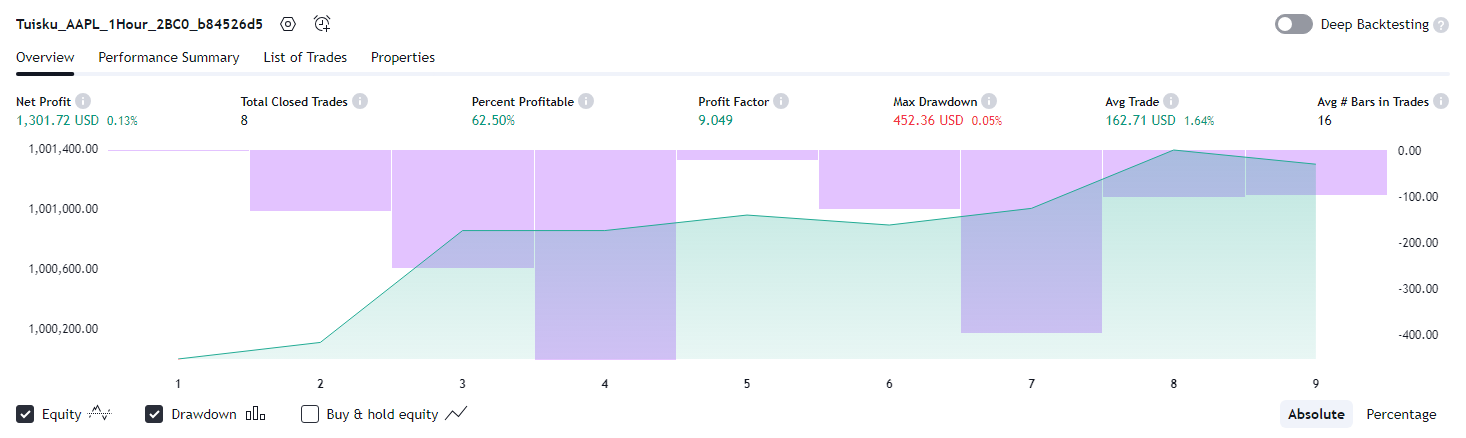 Tuisku_AAPL_1Hour_2BC0_b84526d5 Deep Backtesting ?
Overview Performance Summary List of Trades Properties
Net Profit Total Closed Trades Percent Profitable Profit Factor Max Drawdown Avg Trade Avg # Bars in Trades
1,301.72 USD 0.13% 8 62.50% 9.049 452.36 USD 0.05% 162.71 USD 1.64% 16
1,001,400.00 0.00
-100.00
1,001,000.00
-200.00
1,000,600.00
-300.00
1,000,200.00
-400.00
1 2 3 4 5 6 7 8 9
Equity Drawdown Buy & hold equity Absolute Percentage